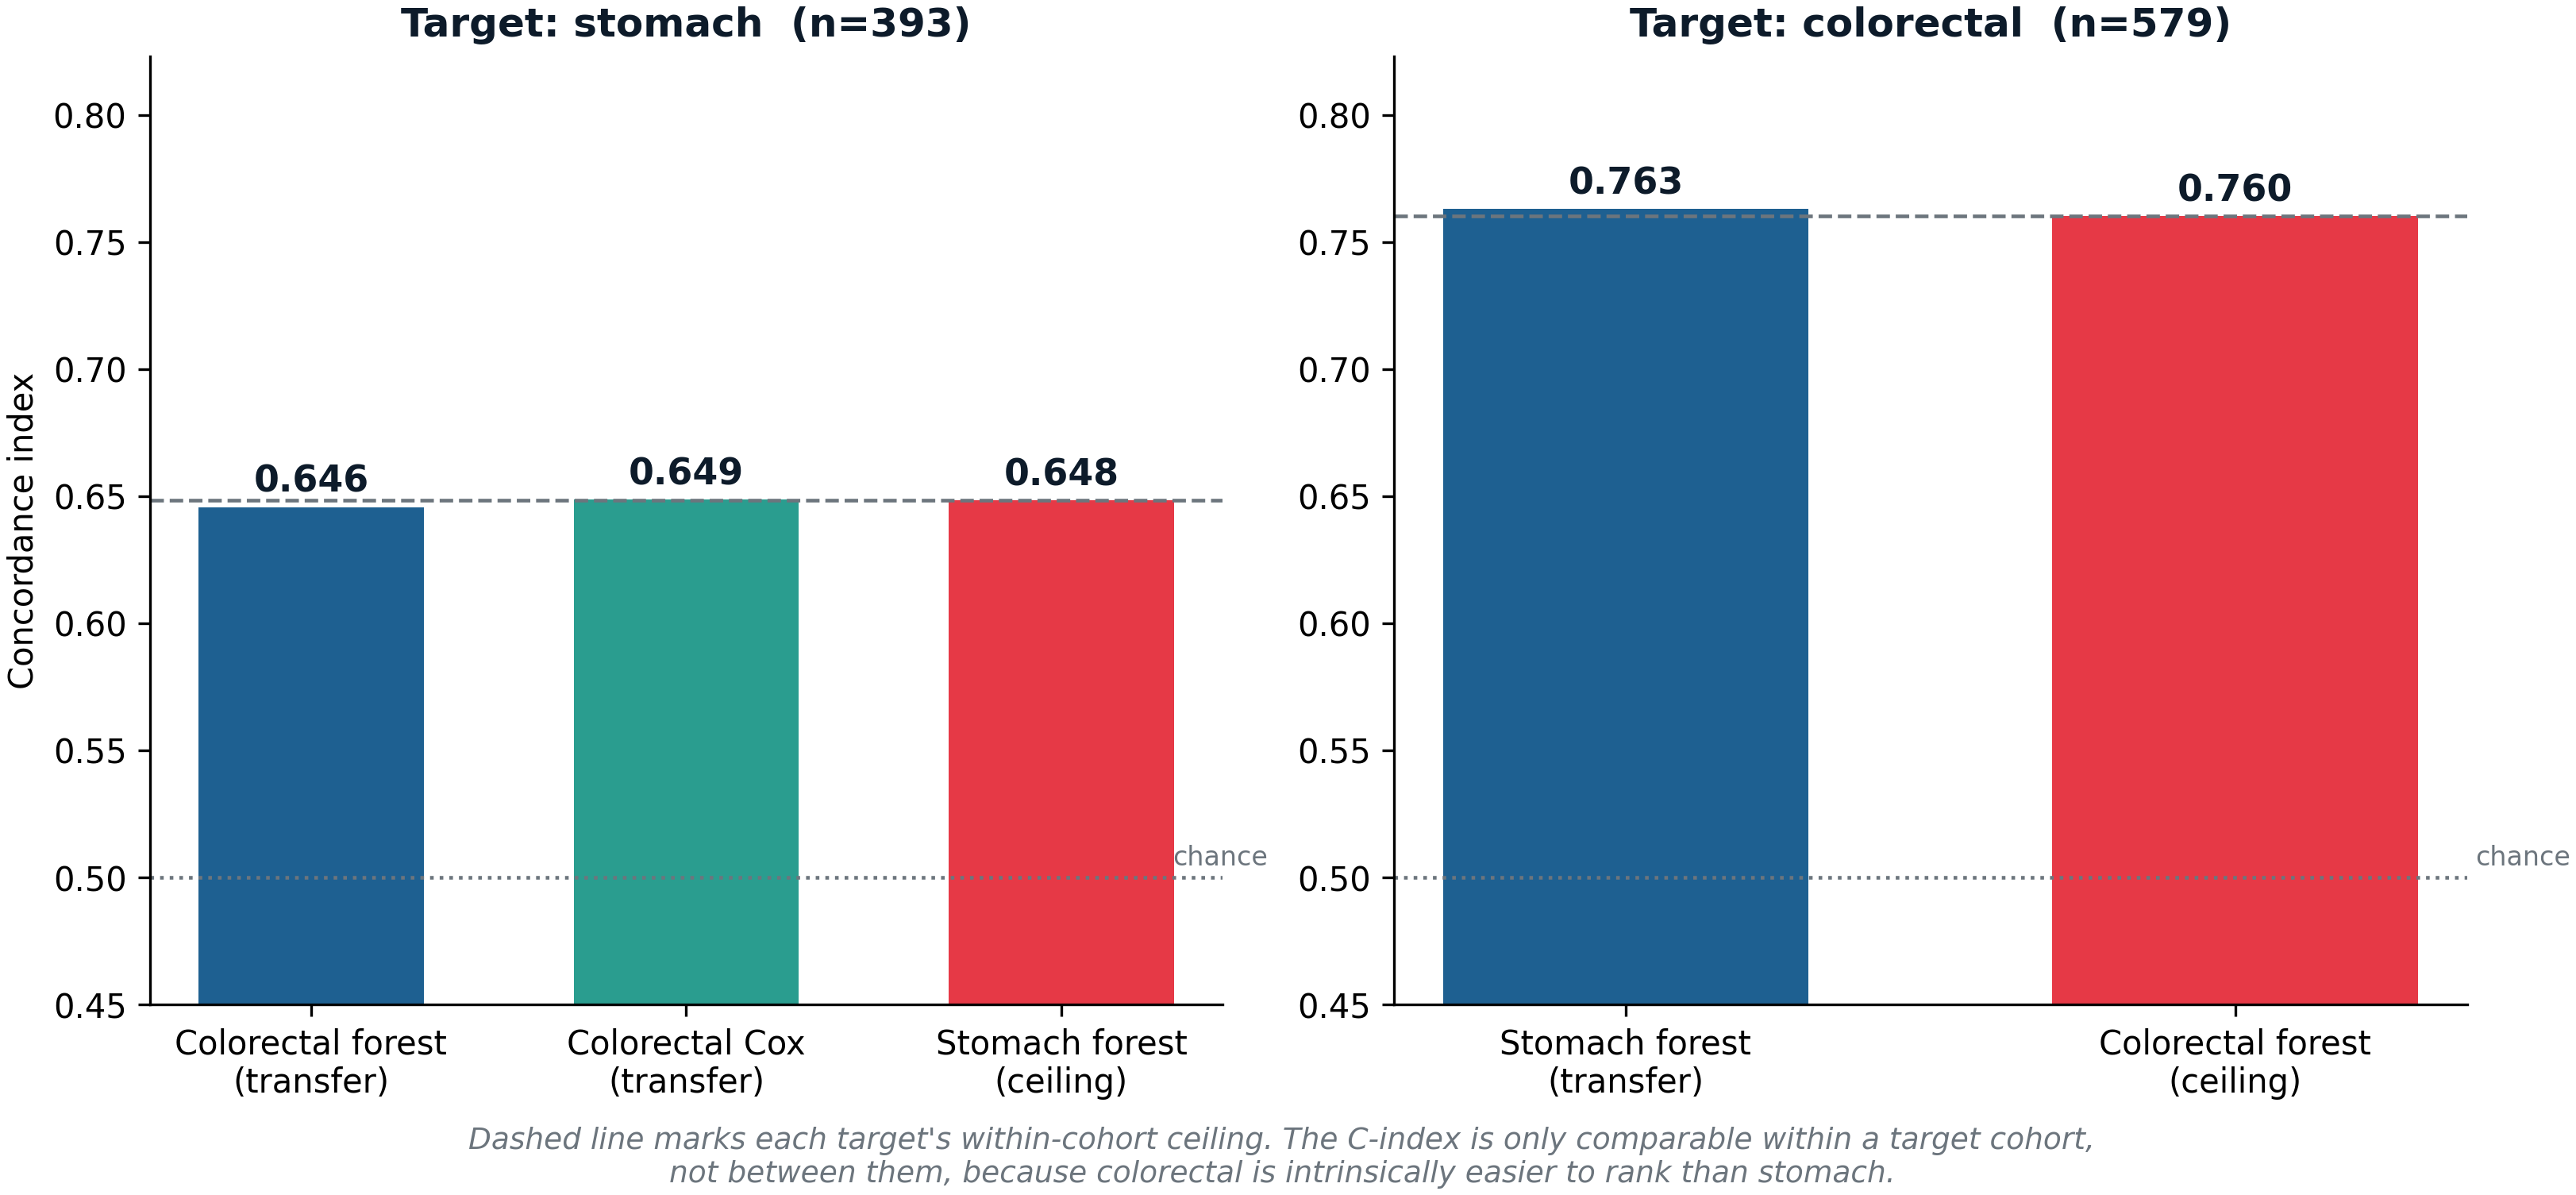 Target: stomach  (n=393)
Concordance index
0.80
0.75
0.70
0.65
0.60
0.55
0.50
0.45
0.646
0.649
0.648
chance
Colorectal forest
(transfer)
Colorectal Cox
(transfer)
Stomach forest
(ceiling)
Target: colorectal  (n=579)
0.80
0.75
0.70
0.65
0.60
0.55
0.50
0.45
0.763
0.760
chance
Stomach forest
(transfer)
Colorectal forest
(ceiling)
Dashed line marks each target's within-cohort ceiling. The C-index is only comparable within a target cohort,
not between them, because colorectal is intrinsically easier to rank than stomach.